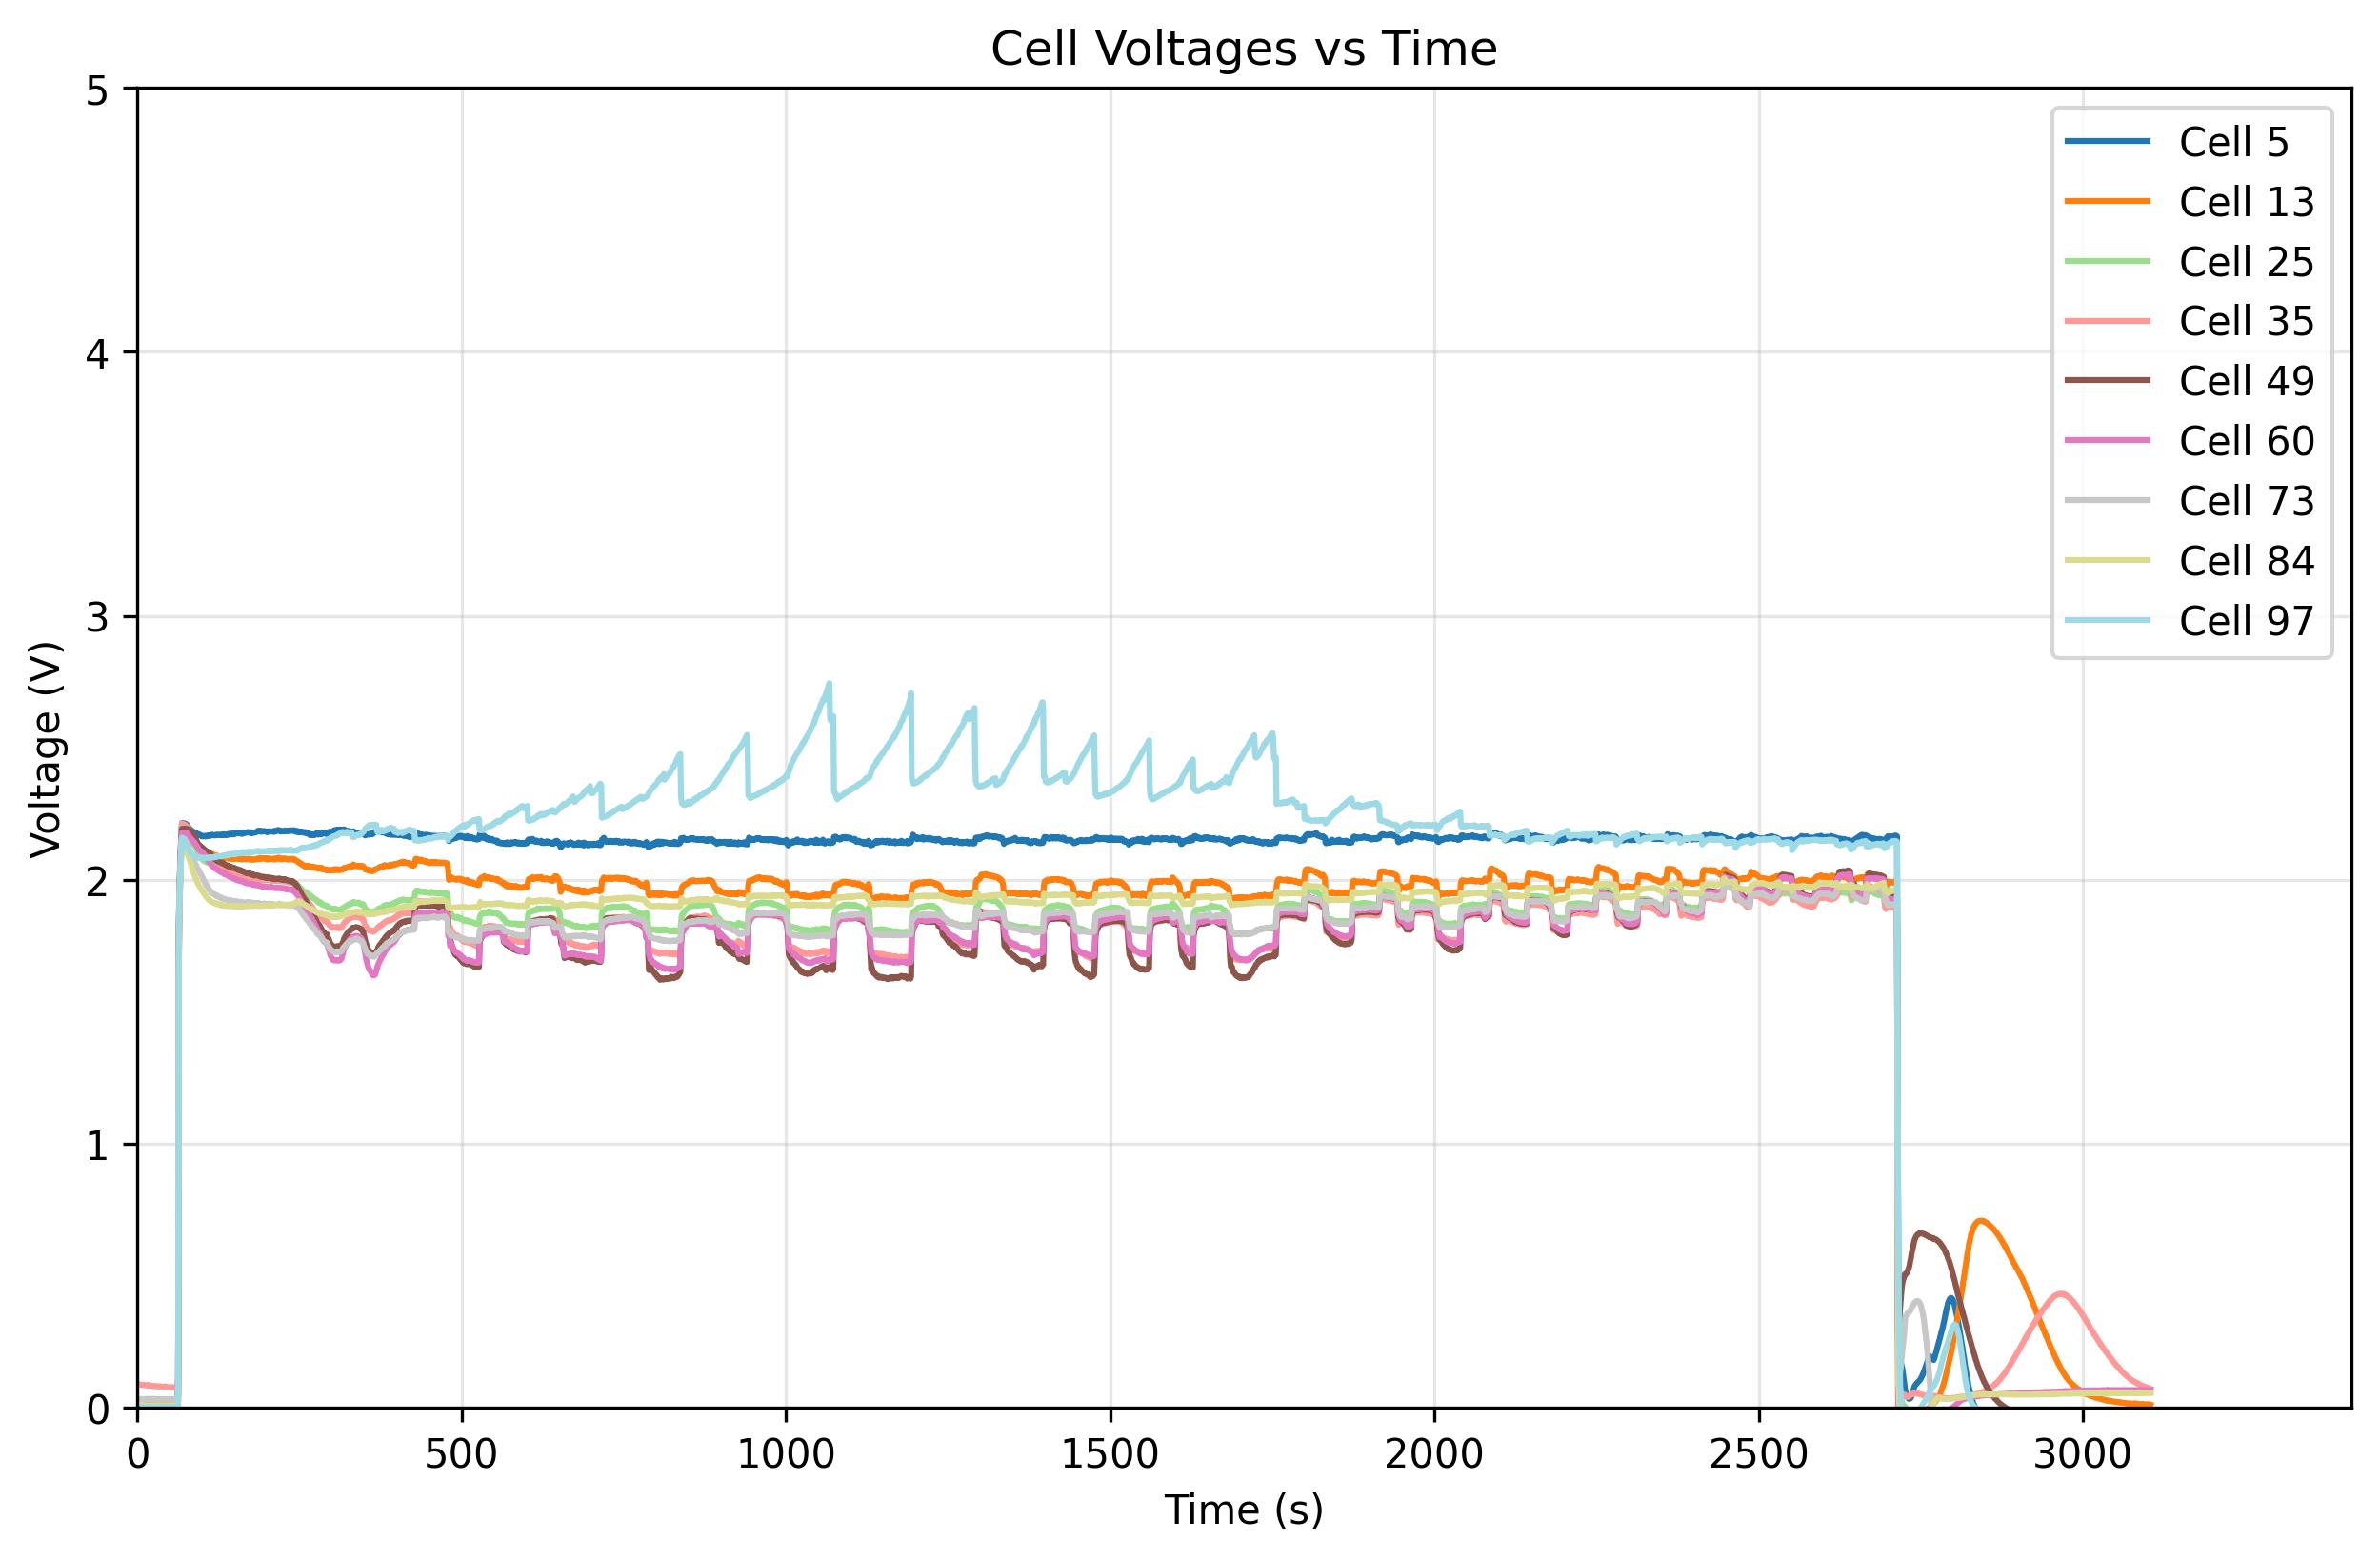 Cell Voltages vs Time
Voltage (V)
5
4
3
2
1
0
0 500 1000 1500 2000 2500 3000
Time (s)
Cell 5
Cell 13
Cell 25
Cell 35
Cell 49
Cell 60
Cell 73
Cell 84
Cell 97